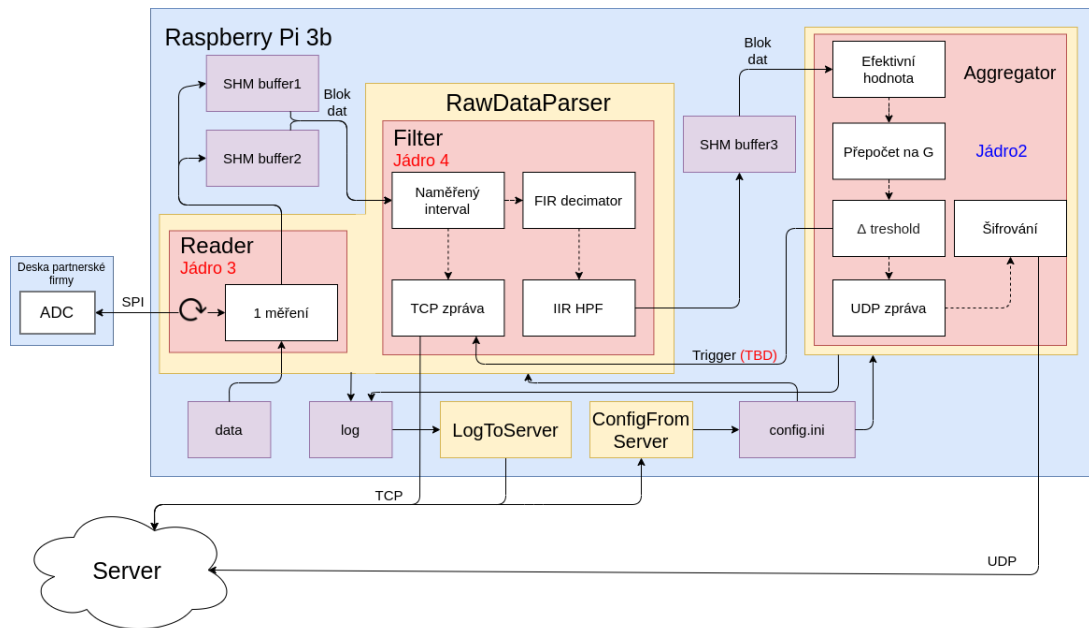 Raspberry Pi 3b
SHM buffer1
SHM buffer2
Blok
dat
RawDataParser
Filter
Jádro 4
Naměřený
interval
FIR decimator
TCP zpráva
IIR HPF
Blok
dat
SHM buffer3
Efektivní
hodnota
Aggregator
Přepočet na G
Jádro2
Δ treshold
Šifrování
UDP zpráva
Reader
Jádro 3
1 měření
Deska partnerské
firmy
ADC
SPI
Trigger (TBD)
data
log
LogToServer
ConfigFrom
Server
config.ini
TCP
Server
UDP